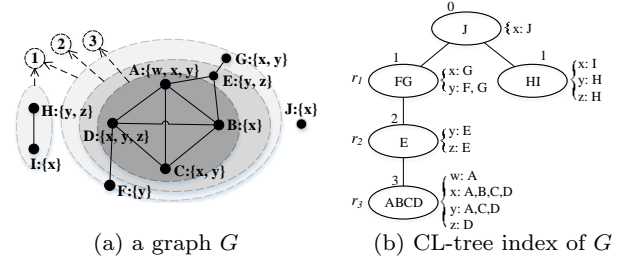 1
2
3
G:{x, y}
A:{w, x, y}
E:{y, z}
H:{y, z}
D:{x, y, z}
B:{x}
J:{x}
I:{x}
C:{x, y}
F:{y}
(a) a graph G
0
J
x: J
1
r1
FG
x: G
y: F, G
1
HI
x: I
y: H
z: H
2
r2
E
y: E
z: E
3
r3
ABCD
w: A
x: A,B,C,D
y: A,C,D
z: D
(b) CL-tree index of G